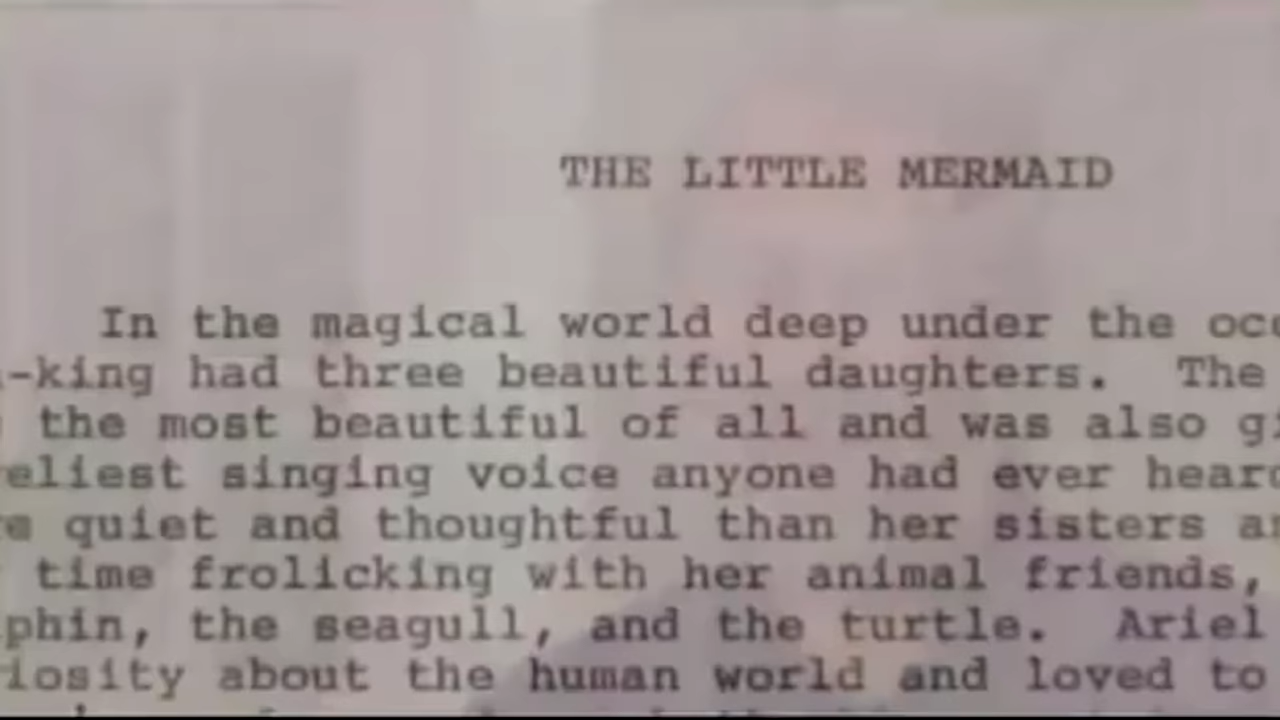 THE LITTLE MERMAID
In the magical world deep under the
-king had three beautiful daughters. The
the most beautiful of all and was also
singing voice anyone had ever
quiet and thoughtful than her sisters
time frolicking with her animal friends,
the seagull, and the turtle. Ariel
about the human world and loved to